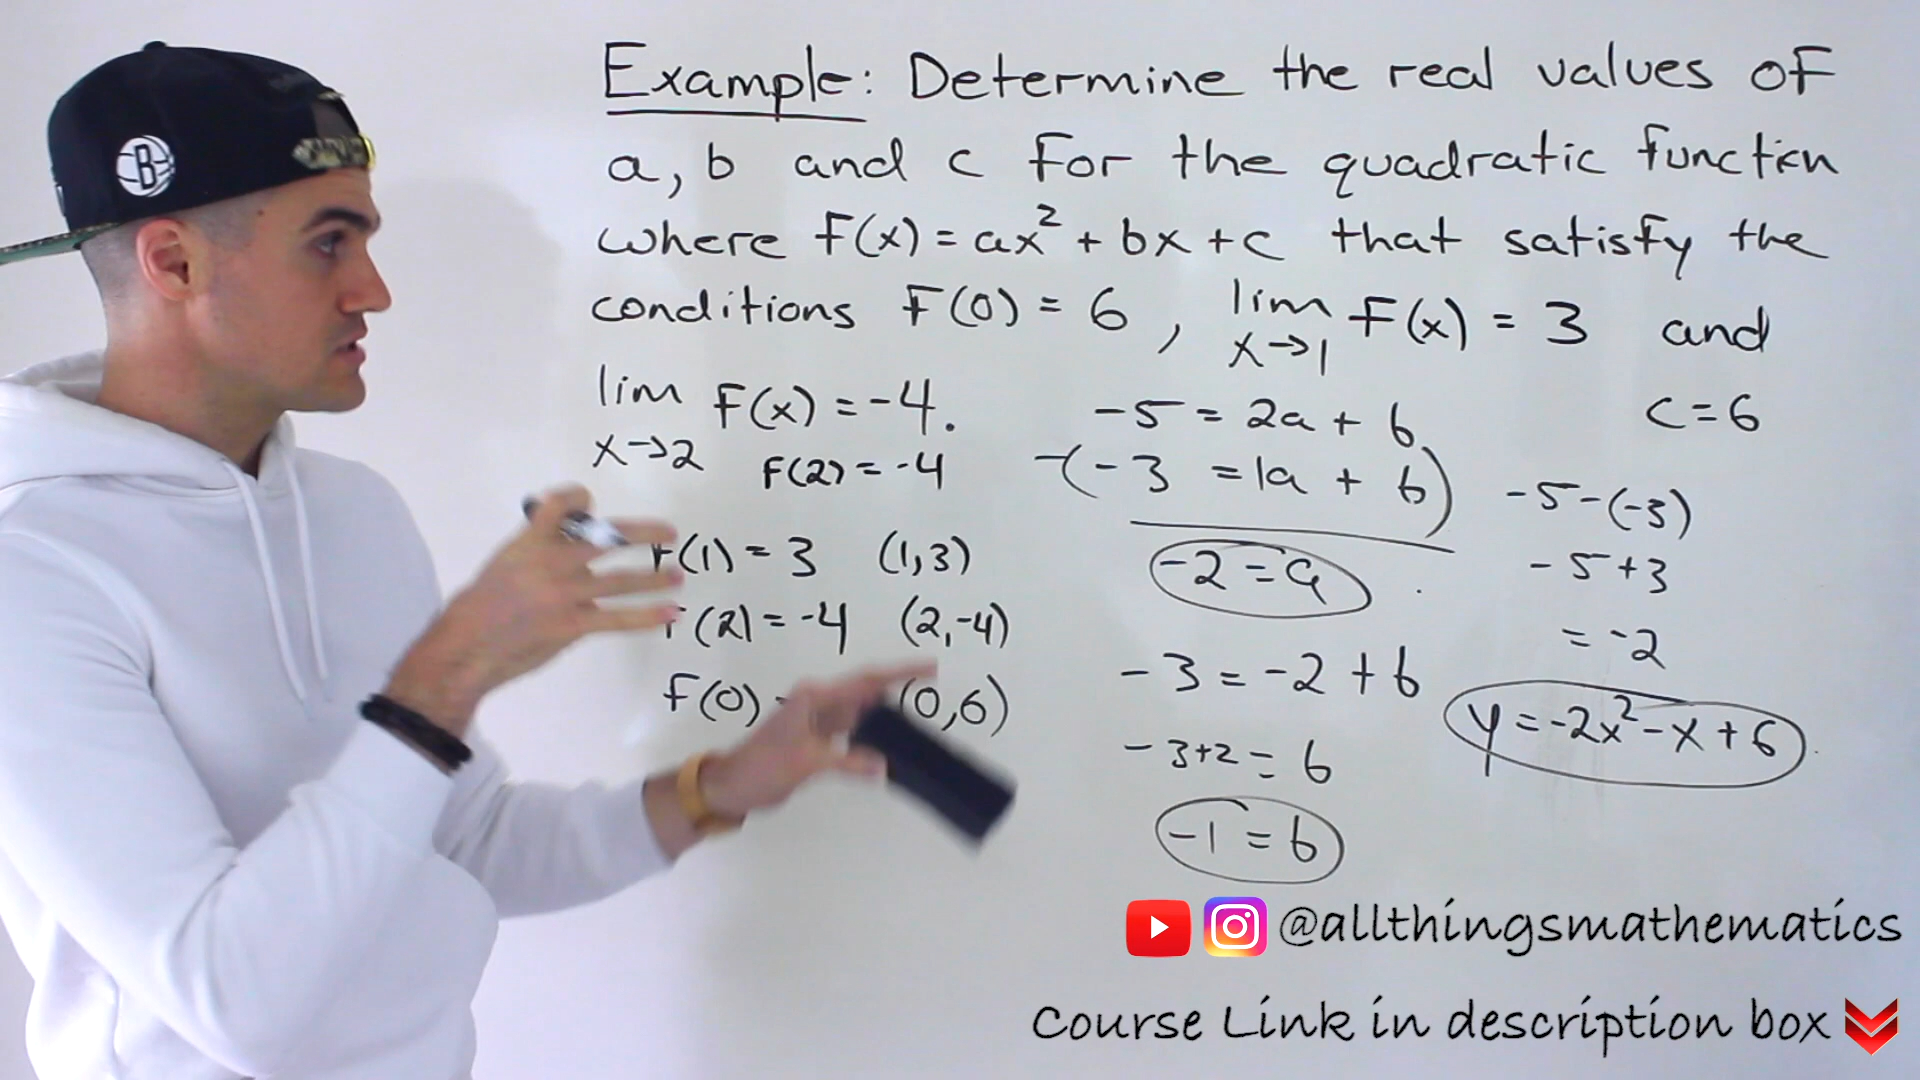 Example: Determine the real values of
a, b and c for the quadratic function
where f(x) = ax² + bx + c that satisfy the
conditions f(0) = 6, lim x→1 f(x) = 3 and
lim x→2 f(x) = -4.
f(2) = -4
f(1) = 3 (1,3)
f(2) = -4 (2,-4)
f(0) = (0,6)
-5 = 2a + b
-(-3 = 1a + b)
-2 = a
-3 = -2 + b
-3+2 = b
-1 = b
c = 6
-5-(-3)
-5+3
= -2
y = -2x² - x + 6
B
@allthingsmathematics
Course Link in description box